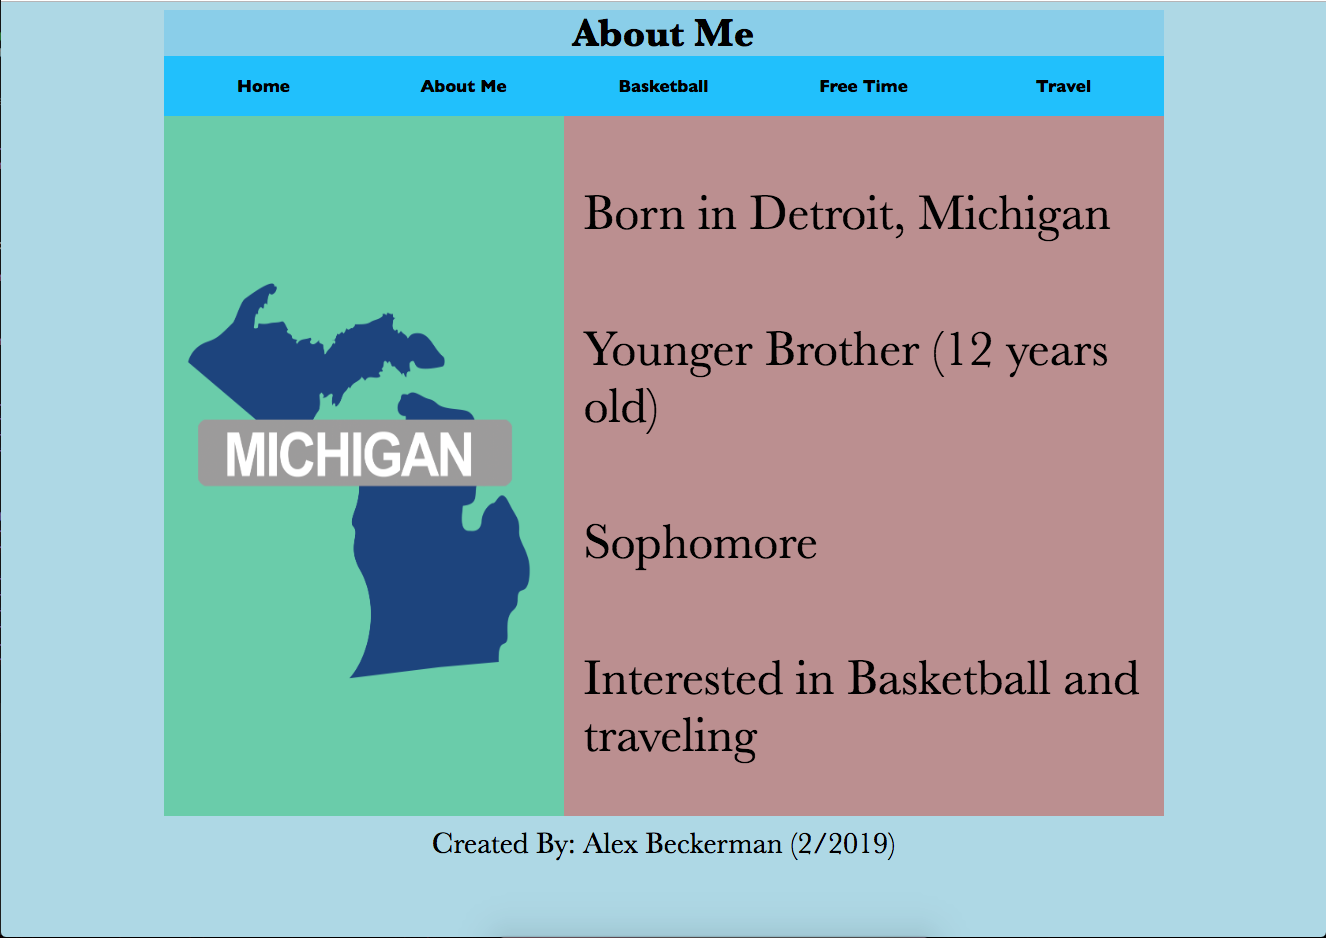 About Me
Home About Me Basketball Free Time Travel
MICHIGAN
Born in Detroit, Michigan
Younger Brother (12 years
old)
Sophomore
Interested in Basketball and
traveling
Created By: Alex Beckerman (2/2019)